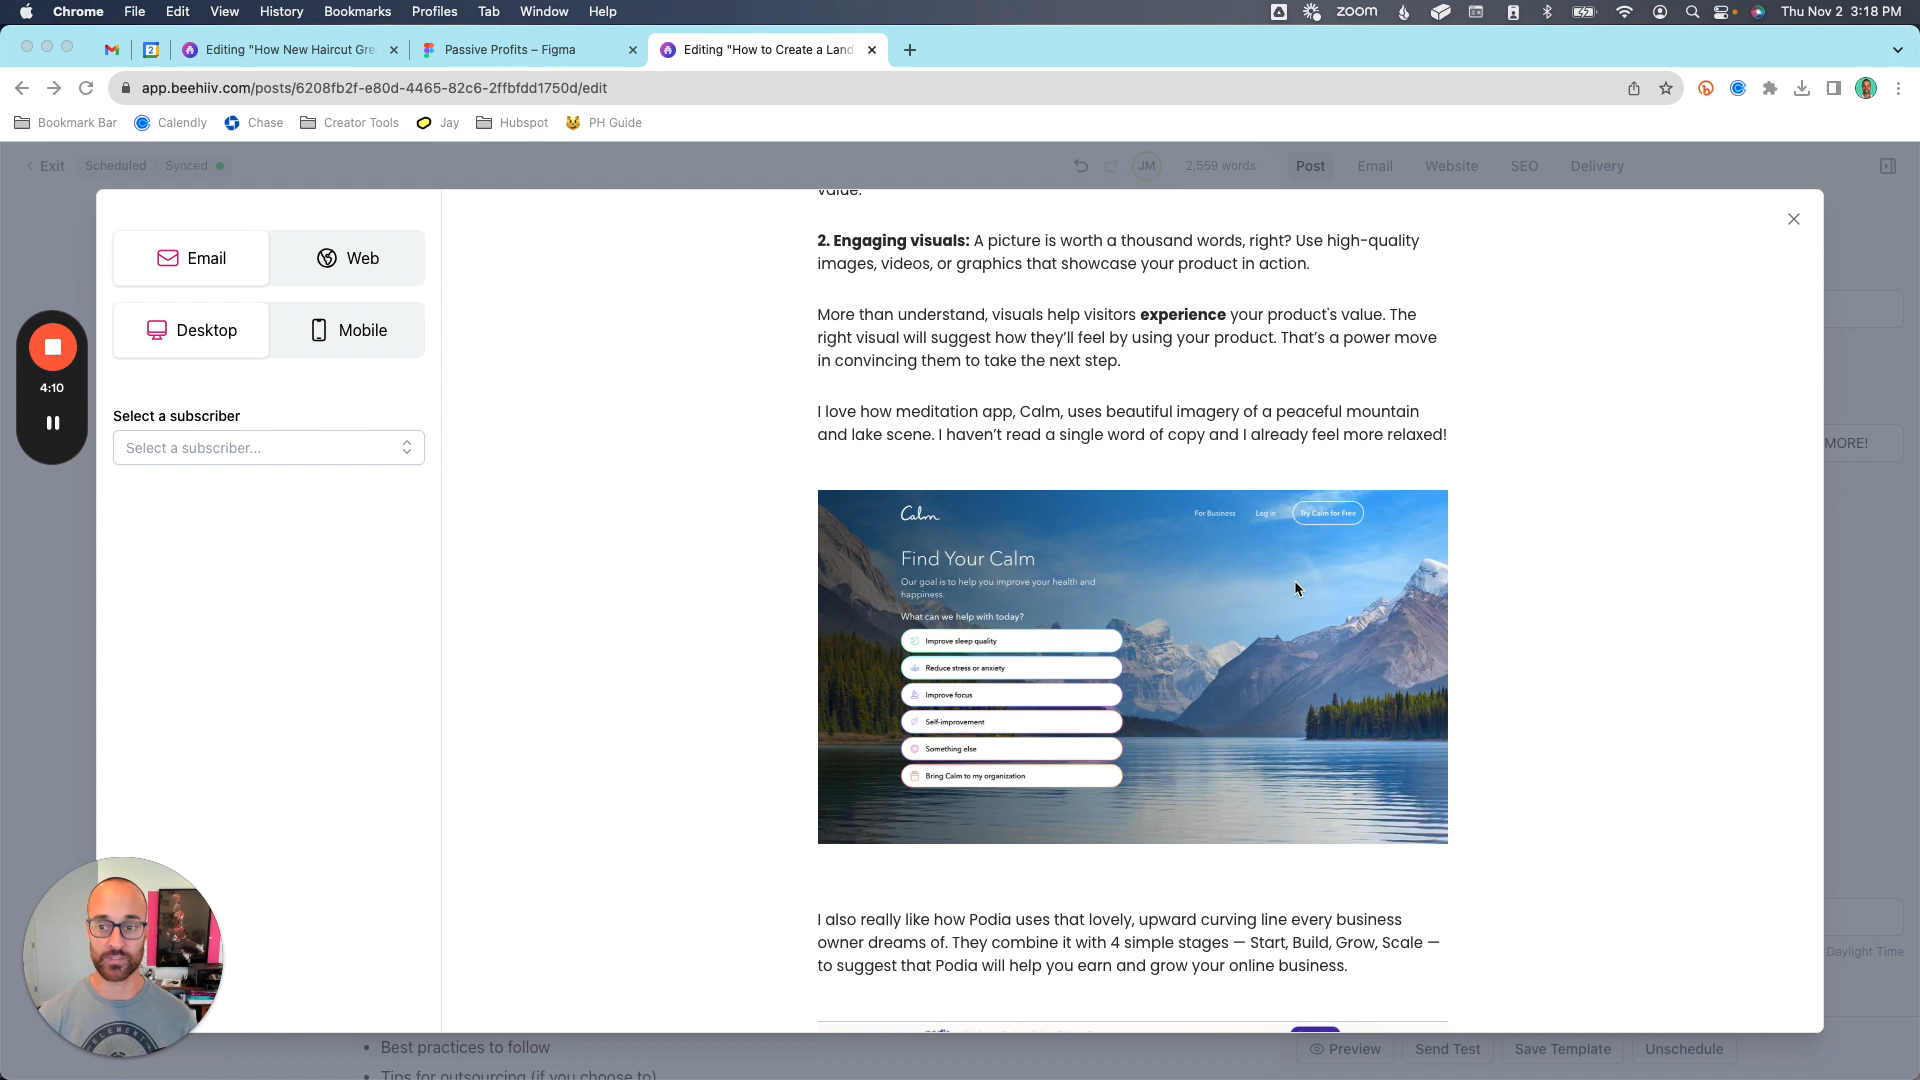 Chrome File Edit View History Bookmarks Profiles Tab Window Help
zoom Thu Nov 2 3:18 PM
2 Editing "How New Haircut Gre Passive Profits – Figma Editing "How to Create a Land
app.beehiiv.com/posts/6208fb2f-e80d-4465-82c6-2ffbfdd1750d/edit
Bookmark Bar Calendly Chase Creator Tools Jay Hubspot PH Guide
Exit Scheduled Synced JM 2,559 words Post Email Website SEO Delivery
value.
Email Web
Desktop Mobile
4:10
Select a subscriber
Select a subscriber...
2. Engaging visuals: A picture is worth a thousand words, right? Use high-quality
images, videos, or graphics that showcase your product in action.
More than understand, visuals help visitors experience your product's value. The
right visual will suggest how they’ll feel by using your product. That’s a power move
in convincing them to take the next step.
I love how meditation app, Calm, uses beautiful imagery of a peaceful mountain
and lake scene. I haven’t read a single word of copy and I already feel more relaxed!
MORE!
Calm For Business Log in Try Calm for Free
Find Your Calm
Our goal is to help you improve your health and
happiness.
What can we help with today?
Improve sleep quality
Reduce stress or anxiety
Improve focus
Self-improvement
Something else
Bring Calm to my organization
I also really like how Podia uses that lovely, upward curving line every business
owner dreams of. They combine it with 4 simple stages — Start, Build, Grow, Scale —
to suggest that Podia will help you earn and grow your online business.
Daylight Time
ELEMENT
• Best practices to follow
• Tips for outsourcing (if you choose to)
Preview Send Test Save Template Unschedule